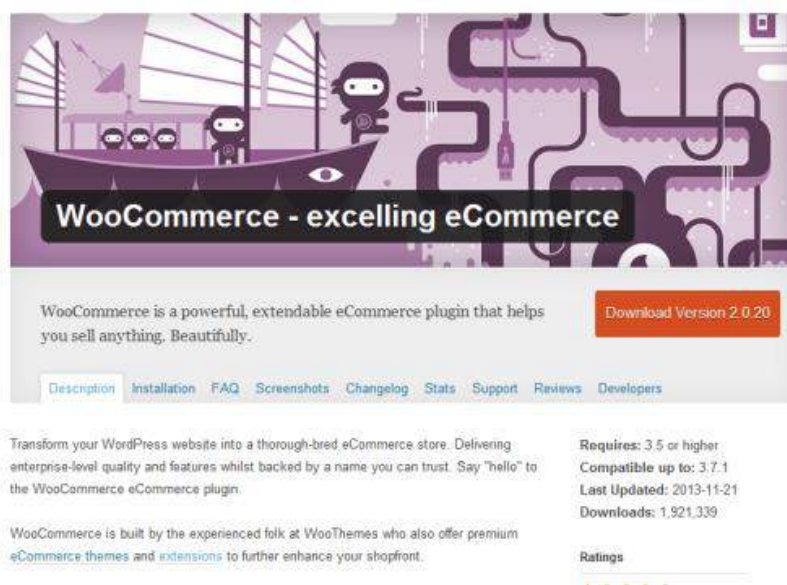 WooCommerce - excelling eCommerce
WooCommerce is a powerful, extendable eCommerce plugin that helps
you sell anything. Beautifully.
Download Version 2.0.20
Description Installation FAQ Screenshots Changelog Stats Support Reviews Developers
Transform your WordPress website into a thorough-bred eCommerce store. Delivering
enterprise-level quality and features whilst backed by a name you can trust. Say "hello" to
the WooCommerce eCommerce plugin.
WooCommerce is built by the experienced folk at WooThemes who also offer premium
eCommerce themes and extensions to further enhance your shopfront.
Requires: 3.5 or higher
Compatible up to: 3.7.1
Last Updated: 2013-11-21
Downloads: 1,921,339
Ratings